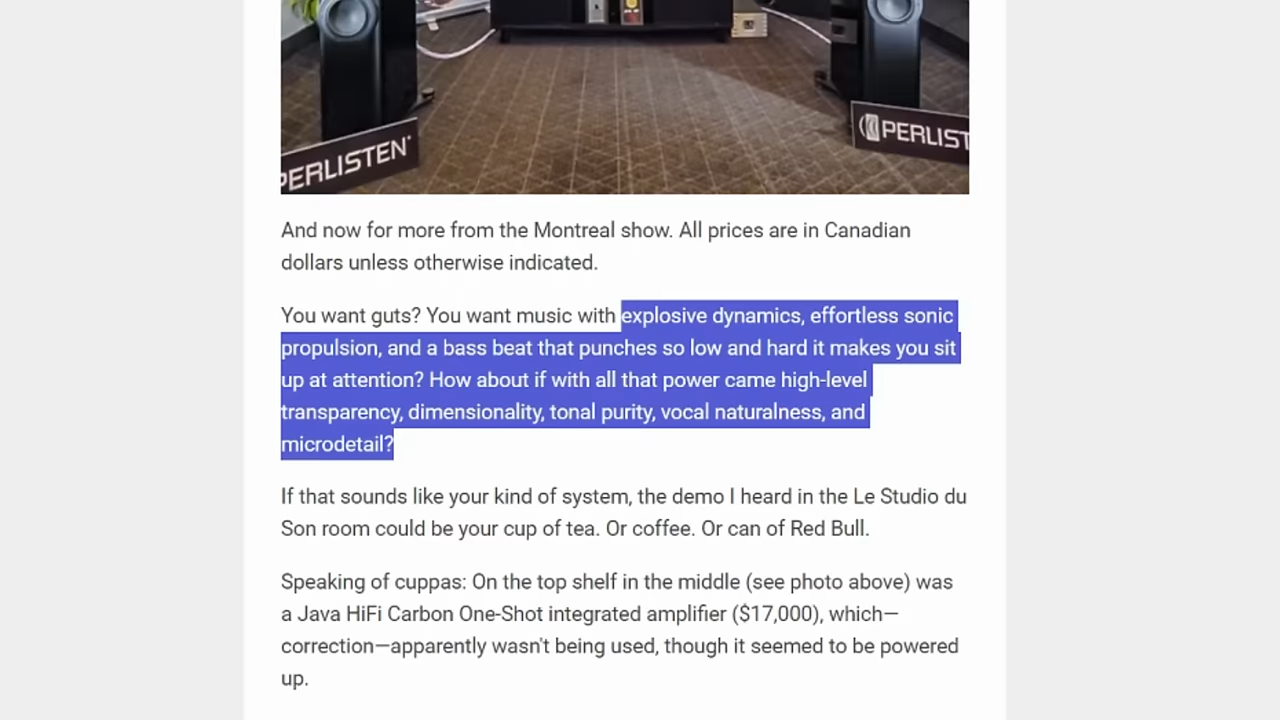 PERLISTEN
PERLIST
And now for more from the Montreal show. All prices are in Canadian
dollars unless otherwise indicated.
You want guts? You want music with explosive dynamics, effortless sonic
propulsion, and a bass beat that punches so low and hard it makes you sit
up at attention? How about if with all that power came high-level
transparency, dimensionality, tonal purity, vocal naturalness, and
microdetail?
If that sounds like your kind of system, the demo I heard in the Le Studio du
Son room could be your cup of tea. Or coffee. Or can of Red Bull.
Speaking of cuppas: On the top shelf in the middle (see photo above) was
a Java HiFi Carbon One-Shot integrated amplifier ($17,000), which—
correction—apparently wasn't being used, though it seemed to be powered
up.